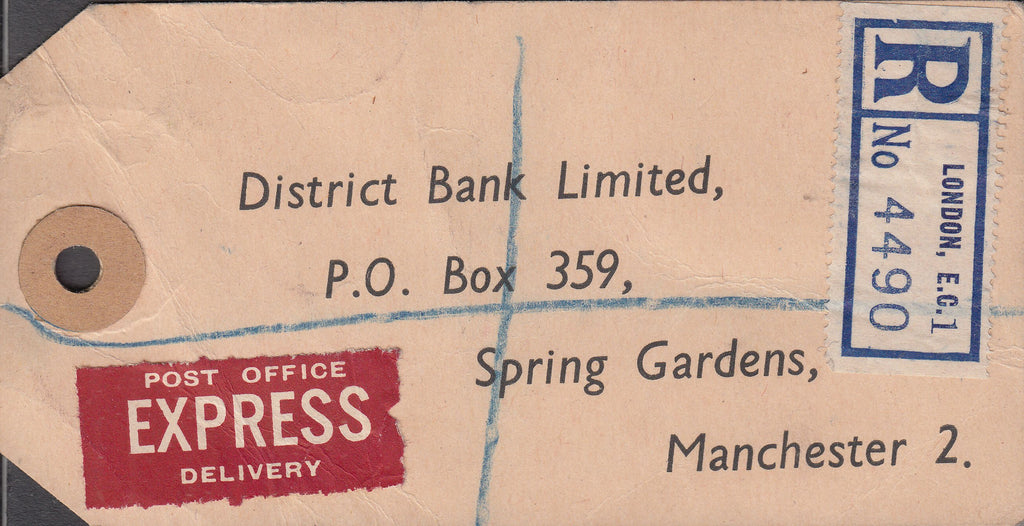 District Bank Limited,
P.O. Box 359,
Spring Gardens,
Manchester 2.
POST OFFICE
EXPRESS
DELIVERY
R
LONDON, E.C.1
No 4490